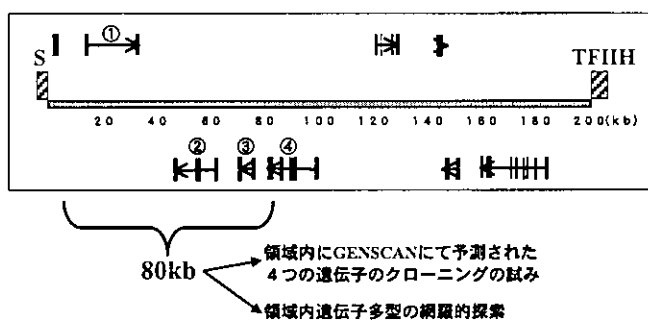 ①
S
TFIIH
20 40 60 80 100 120 140 160 180 200(kb)
② ③ ④
80kb
領域内にGENSCANにて予測された
4つの遺伝子のクローニングの試み
領域内遺伝子多型の網羅的探索